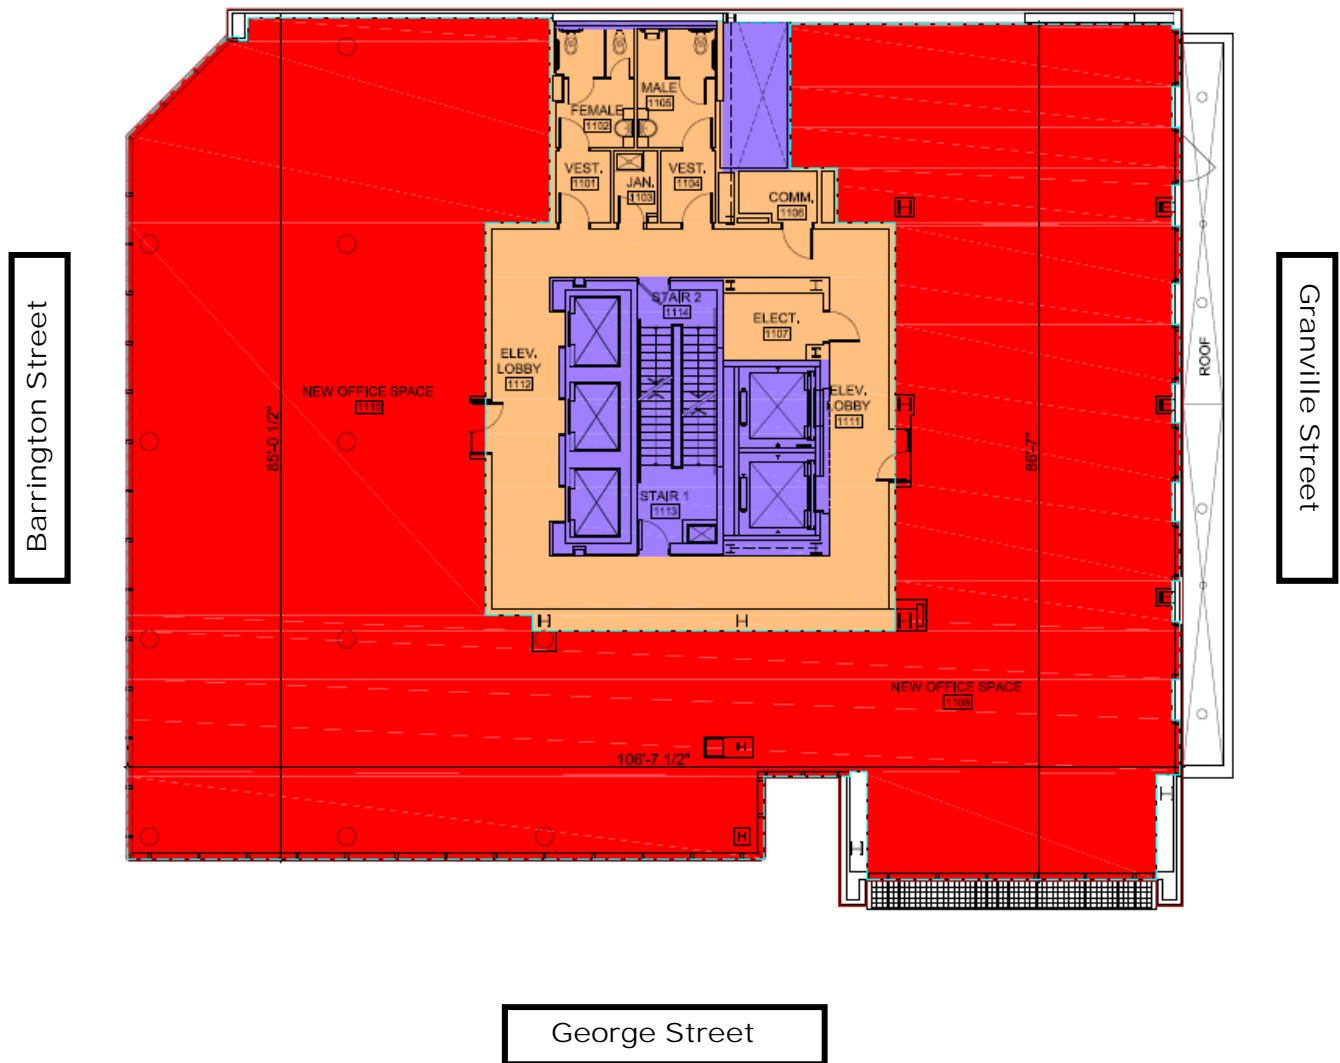 FEMALE
1102
MALE
1105
VEST.
1101
JAN.
1103
VEST.
1104
COMM.
1106
STAIR 2
1114
ELECT.
1107
ELEV.
LOBBY
1112
ELEV.
LOBBY
1111
NEW OFFICE SPACE
1110
85'-0 1/2"
86'-7"
ROOF
Barrington Street
Granville Street
STAIR 1
1113
NEW OFFICE SPACE
1108
106'-7 1/2"
George Street